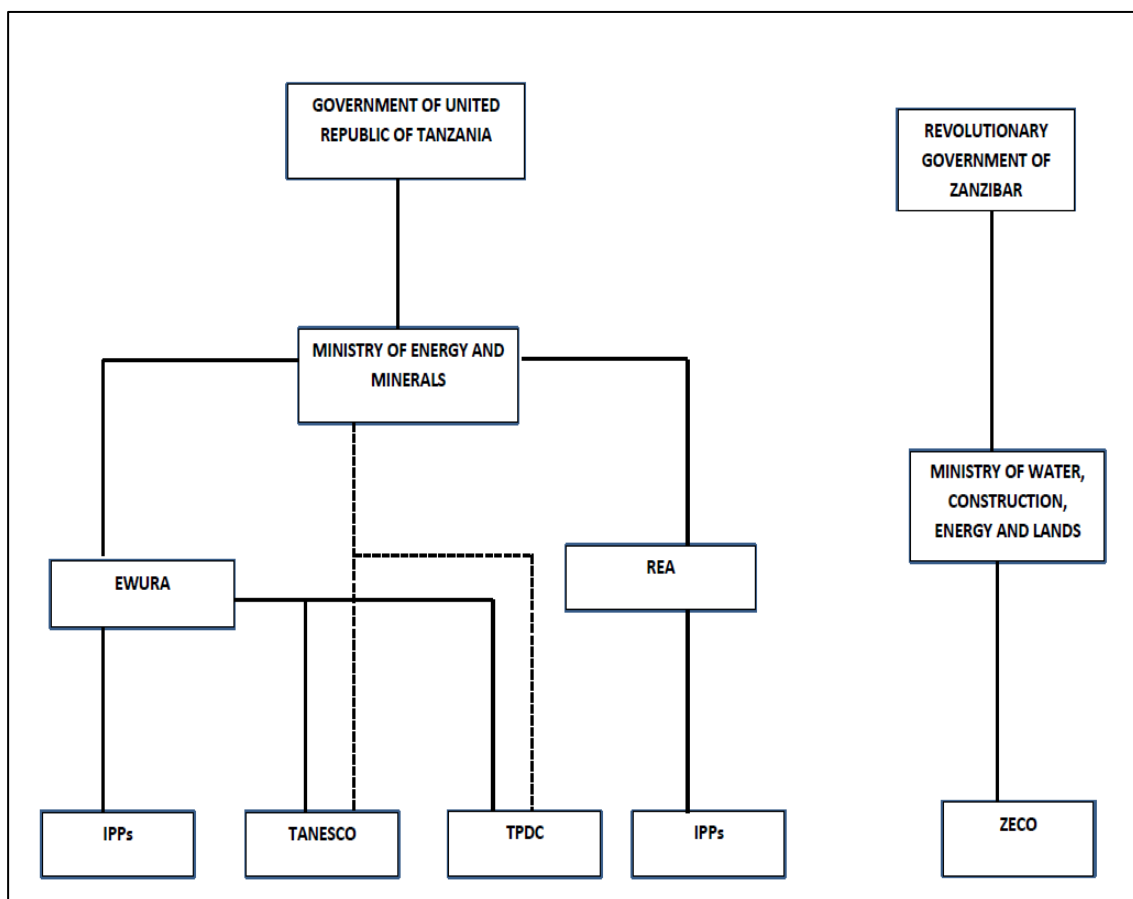 GOVERNMENT OF UNITED
REPUBLIC OF TANZANIA
REVOLUTIONARY
GOVERNMENT OF
ZANZIBAR
MINISTRY OF ENERGY AND
MINERALS
MINISTRY OF WATER,
CONSTRUCTION,
ENERGY AND LANDS
EWURA
REA
IPPs
TANESCO
TPDC
IPPs
ZECO